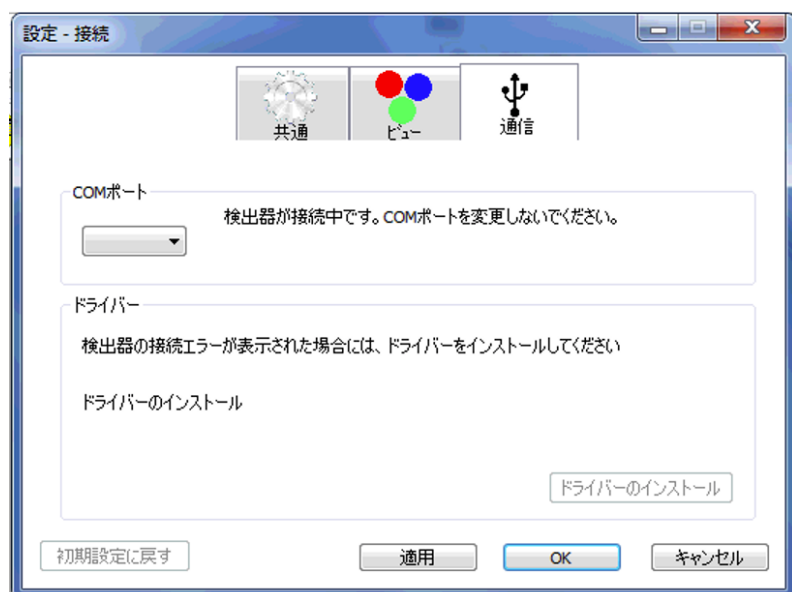 設定 - 接続
共通
ビュー
通信
COMポート
検出器が接続中です。COMポートを変更しないでください。
ドライバー
検出器の接続エラーが表示された場合には、ドライバーをインストールしてください
ドライバーのインストール
ドライバーのインストール
初期設定に戻す
適用
OK
キャンセル